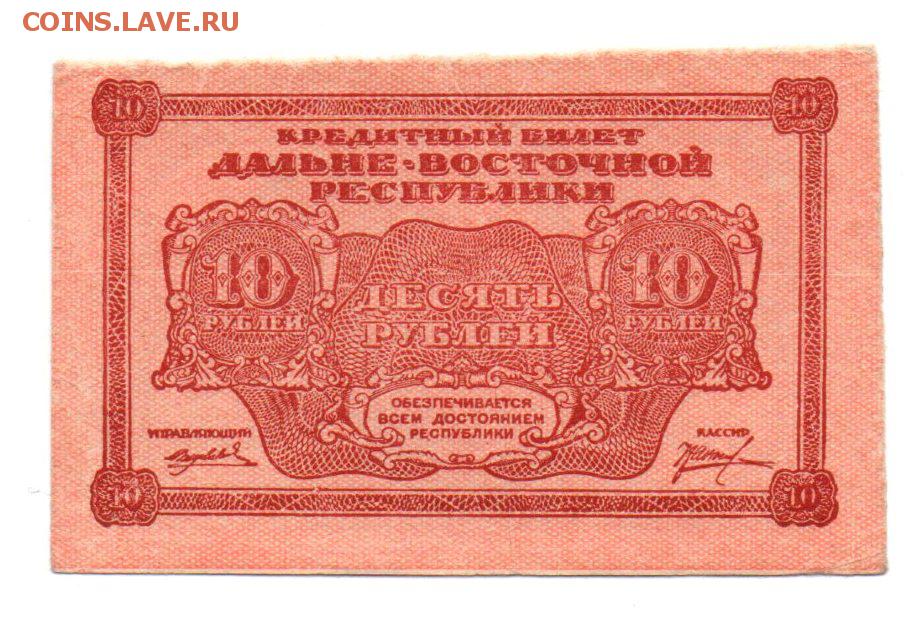 COINS.LAVE.RU
10 10
КРЕДИТНЫЙ БИЛЕТ
ДАЛЬНЕ-ВОСТОЧНОЙ
РЕСПУБЛИКИ
10 РУБЛЕЙ
ДЕСЯТЬ
РУБЛЕЙ
10 РУБЛЕЙ
ОБЕЗПЕЧИВАЕТСЯ
ВСЕМ ДОСТОЯНИЕМ
РЕСПУБЛИКИ
УПРАВЛЯЮЩИЙ
КАССИР
10 10